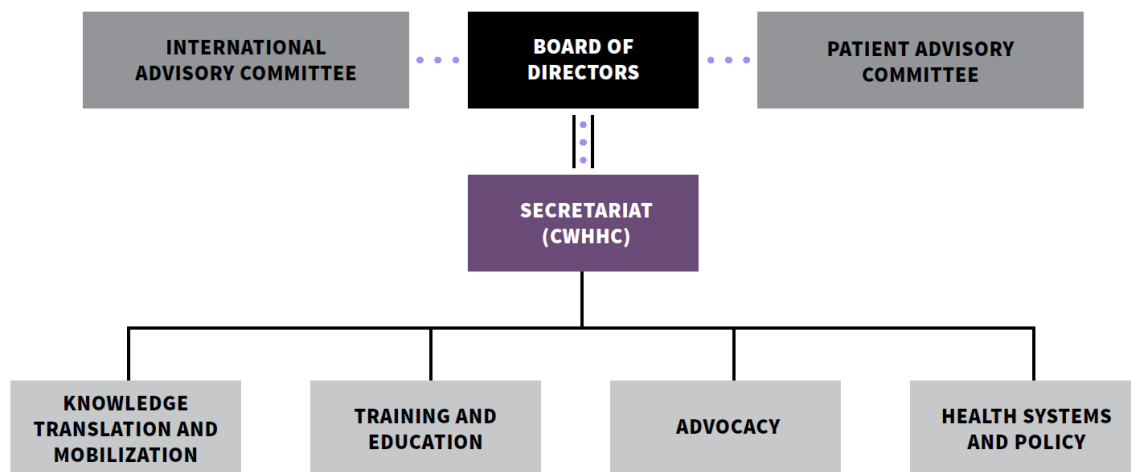 INTERNATIONAL
ADVISORY COMMITTEE
BOARD OF
DIRECTORS
PATIENT ADVISORY
COMMITTEE
SECRETARIAT
(CWHHC)
KNOWLEDGE
TRANSLATION AND
MOBILIZATION
TRAINING AND
EDUCATION
ADVOCACY
HEALTH SYSTEMS
AND POLICY